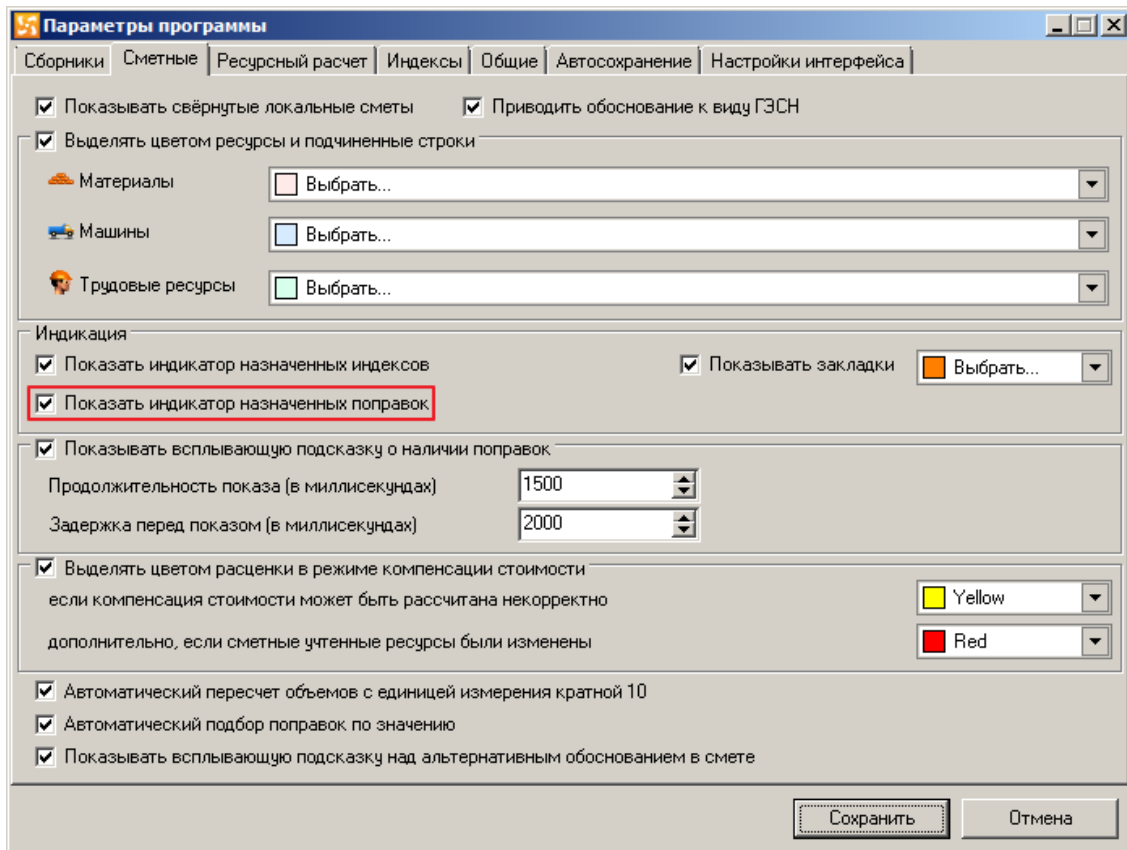 Параметры программы
Сборники Сметные Ресурсный расчет Индексы Общие Автосохранение Настройки интерфейса
Показывать свёрнутые локальные сметы Приводить обоснование к виду ГЭСН
Выделять цветом ресурсы и подчиненные строки
Материалы Выбрать...
Машины Выбрать...
Трудовые ресурсы Выбрать...
Индикация
Показать индикатор назначенных индексов Показывать закладки Выбрать...
Показать индикатор назначенных поправок
Показывать всплывающую подсказку о наличии поправок
Продолжительность показа (в миллисекундах) 1500
Задержка перед показом (в миллисекундах) 2000
Выделять цветом расценки в режиме компенсации стоимости
если компенсация стоимости может быть рассчитана некорректно Yellow
дополнительно, если сметные учтенные ресурсы были изменены Red
Автоматический пересчет объемов с единицей измерения кратной 10
Автоматический подбор поправок по значению
Показывать всплывающую подсказку над альтернативным обоснованием в смете
Сохранить Отмена